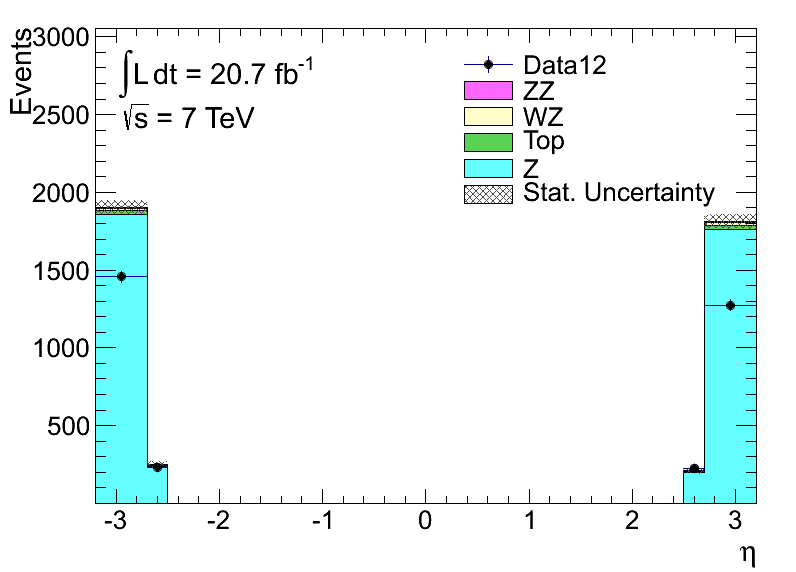 Events
3000
2500
2000
1500
1000
500
∫L dt = 20.7 fb⁻¹
√s = 7 TeV
Data12
ZZ
WZ
Top
Z
Stat. Uncertainty
-3 -2 -1 0 1 2 3
η